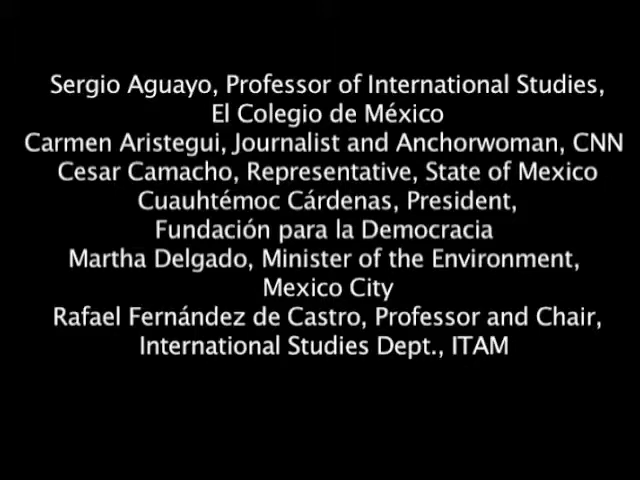 Sergio Aguayo, Professor of International Studies,
El Colegio de México
Carmen Aristegui, Journalist and Anchorwoman, CNN
Cesar Camacho, Representative, State of Mexico
Cuauhtémoc Cárdenas, President,
Fundación para la Democracia
Martha Delgado, Minister of the Environment,
Mexico City
Rafael Fernández de Castro, Professor and Chair,
International Studies Dept., ITAM